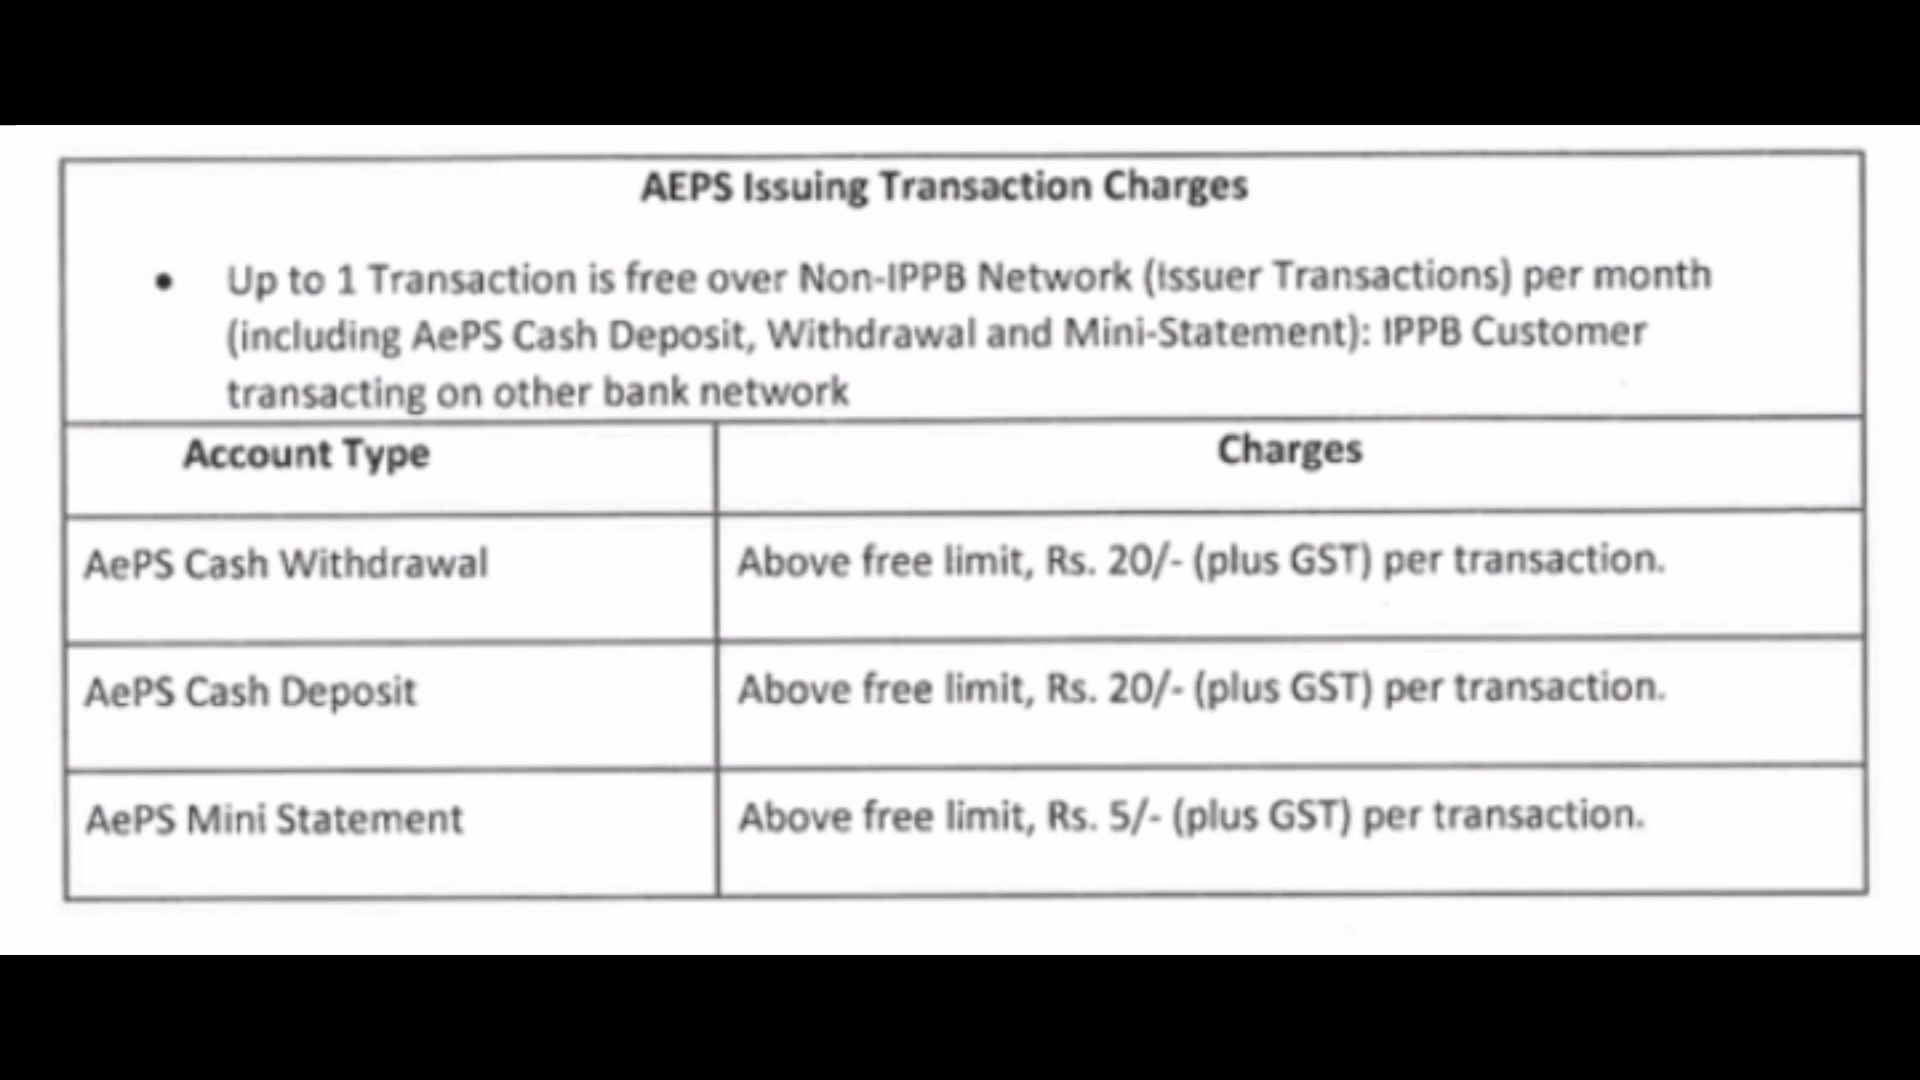 AEPS Issuing Transaction Charges
• Up to 1 Transaction is free over Non-IPPB Network (Issuer Transactions) per month
(including AePS Cash Deposit, Withdrawal and Mini-Statement): IPPB Customer
transacting on other bank network
Account Type Charges
AePS Cash Withdrawal Above free limit, Rs. 20/- (plus GST) per transaction.
AePS Cash Deposit Above free limit, Rs. 20/- (plus GST) per transaction.
AePS Mini Statement Above free limit, Rs. 5/- (plus GST) per transaction.